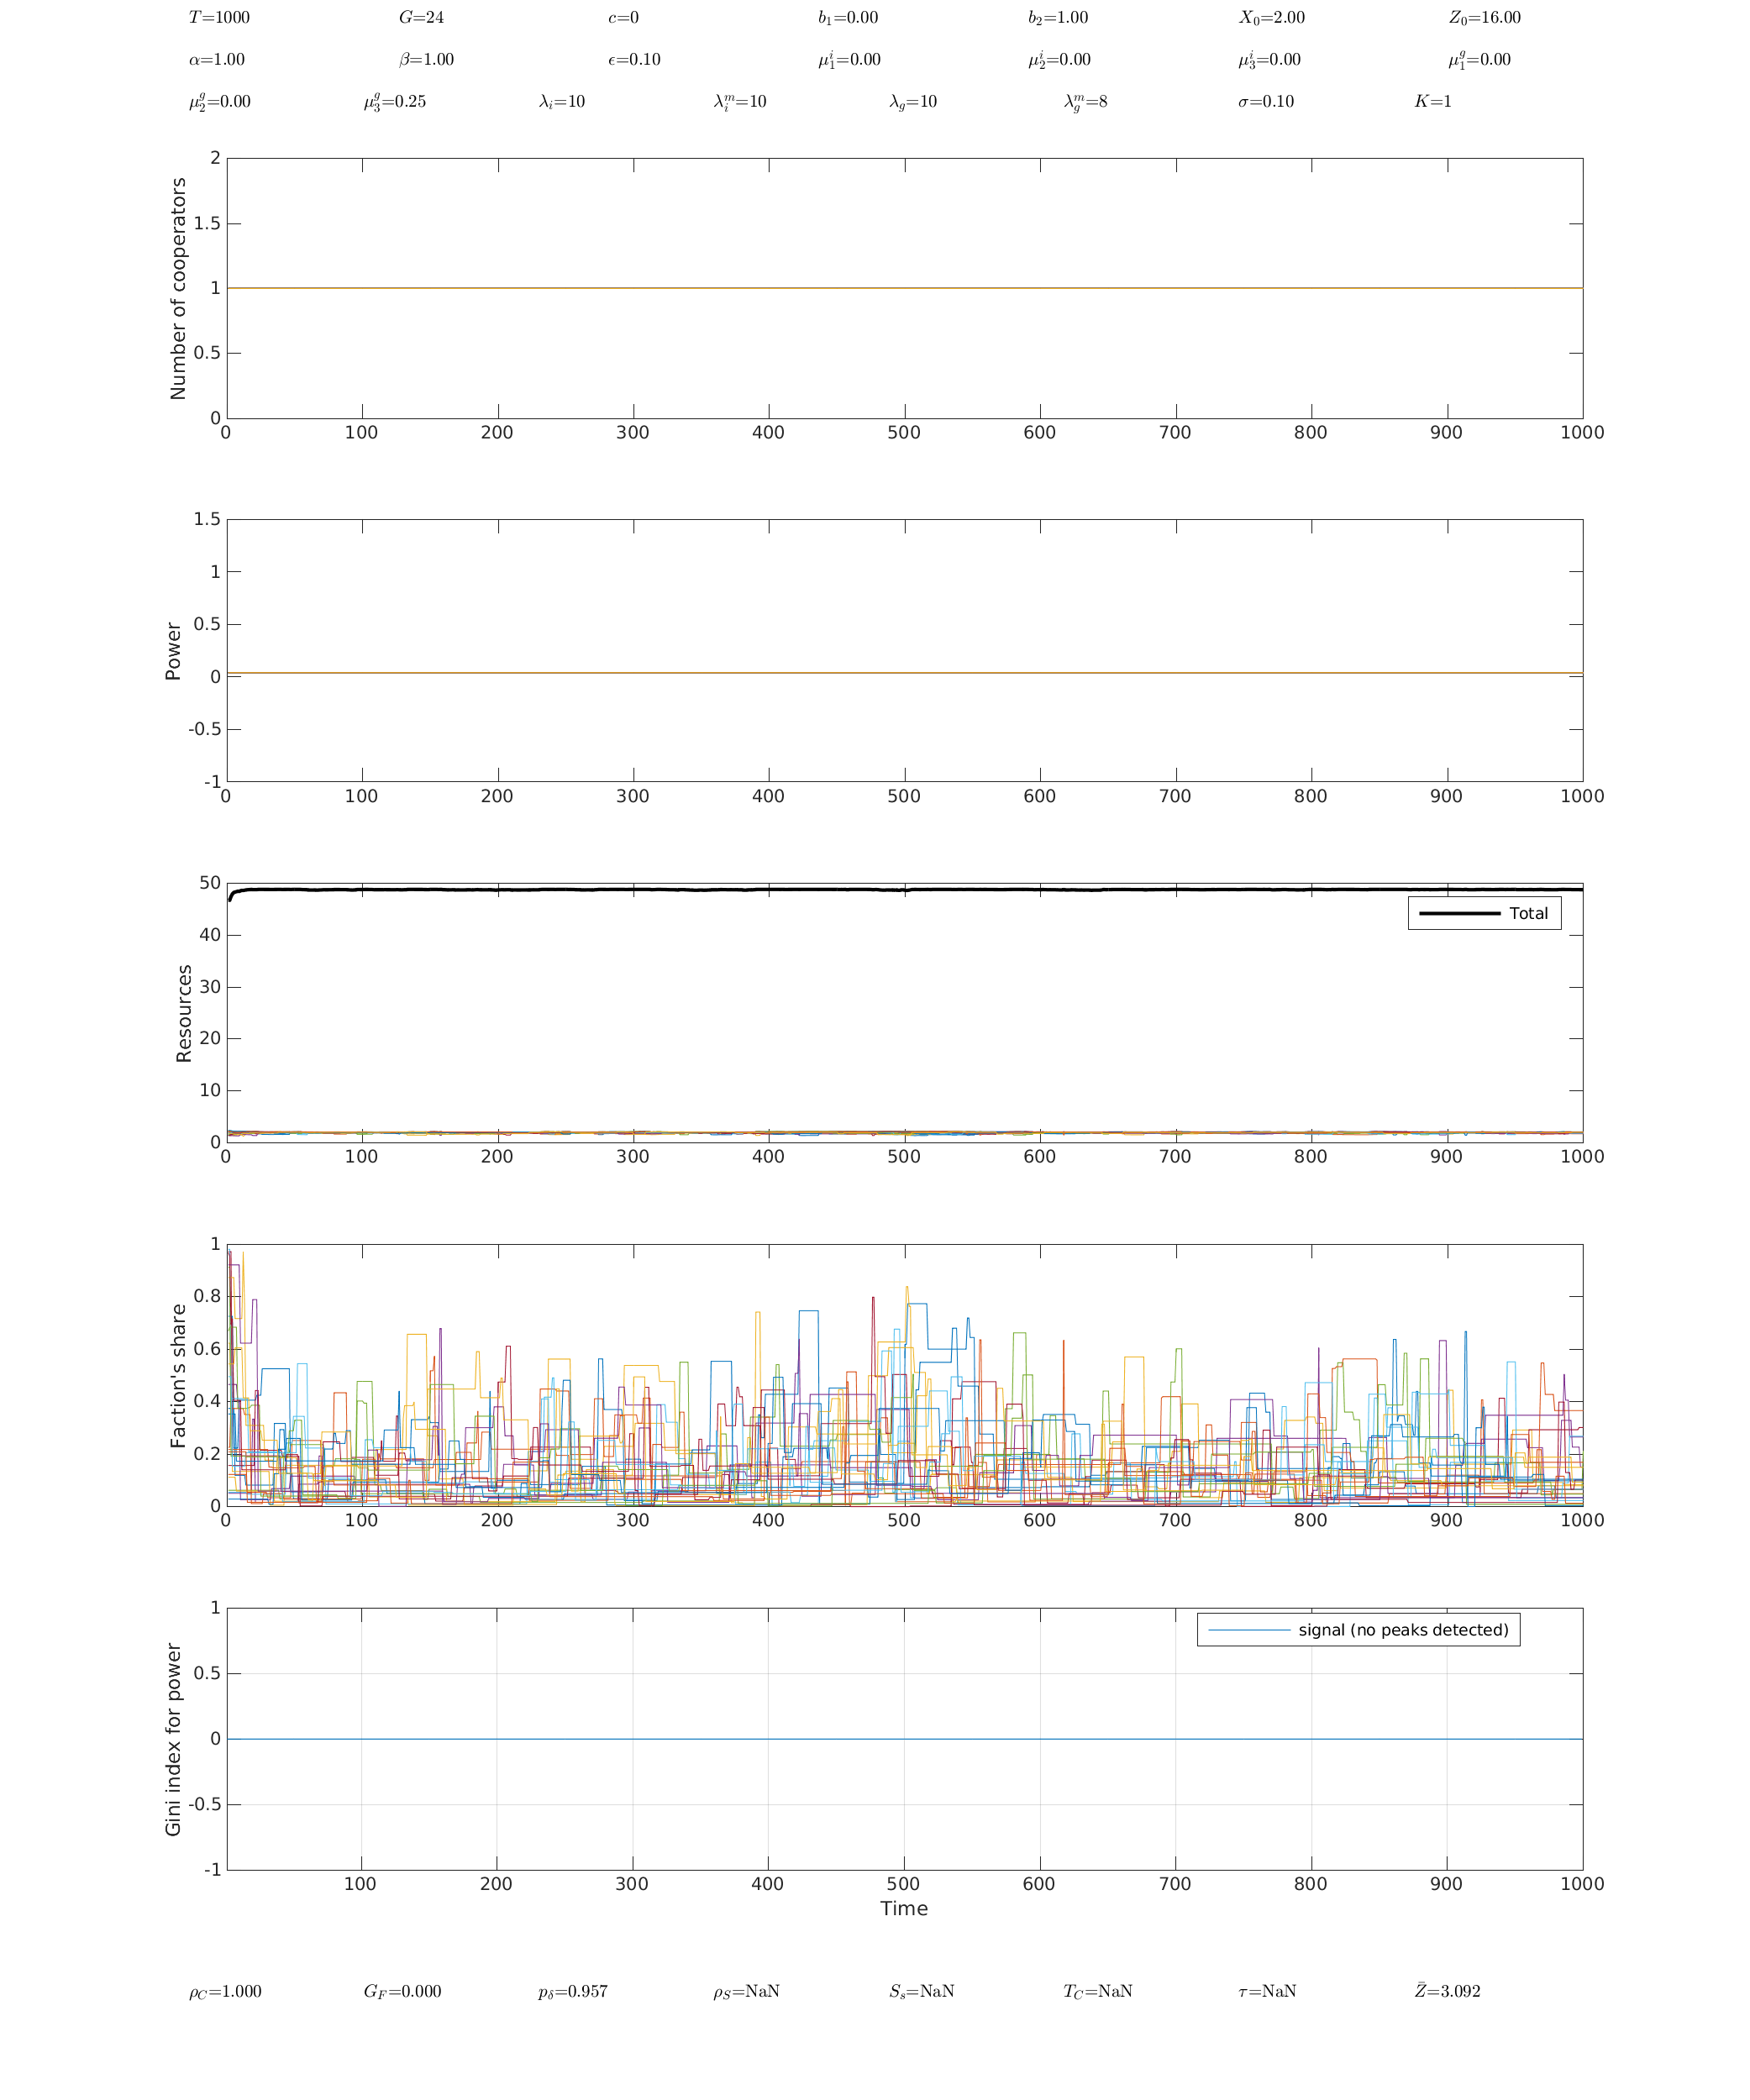 T=1000 G=24 c=0 b₁=0.00 b₂=1.00 X₀=2.00 Z₀=16.00
α=1.00 β=1.00 ϵ=0.10 μ₁ⁱ=0.00 μ₂ⁱ=0.00 μ₃ⁱ=0.00 μ₁ᵍ=0.00
μ₂ᵍ=0.00 μ₃ᵍ=0.25 λᵢ=10 λᵢᵐ=10 λ_g=10 λ_gᵐ=8 σ=0.10 K=1
Number of cooperators
2
1.5
1
0.5
0
0 100 200 300 400 500 600 700 800 900 1000
Power
1.5
1
0.5
0
-0.5
-1
0 100 200 300 400 500 600 700 800 900 1000
Resources
50
40
30
20
10
0
Total
0 100 200 300 400 500 600 700 800 900 1000
Faction's share
1
0.8
0.6
0.4
0.2
0
0 100 200 300 400 500 600 700 800 900 1000
Gini index for power
1
0.5
0
-0.5
-1
signal (no peaks detected)
100 200 300 400 500 600 700 800 900 1000
Time
ρ_C=1.000 G_F=0.000 p_δ=0.957 ρ_S=NaN S_s=NaN T_C=NaN τ=NaN Z̄=3.092